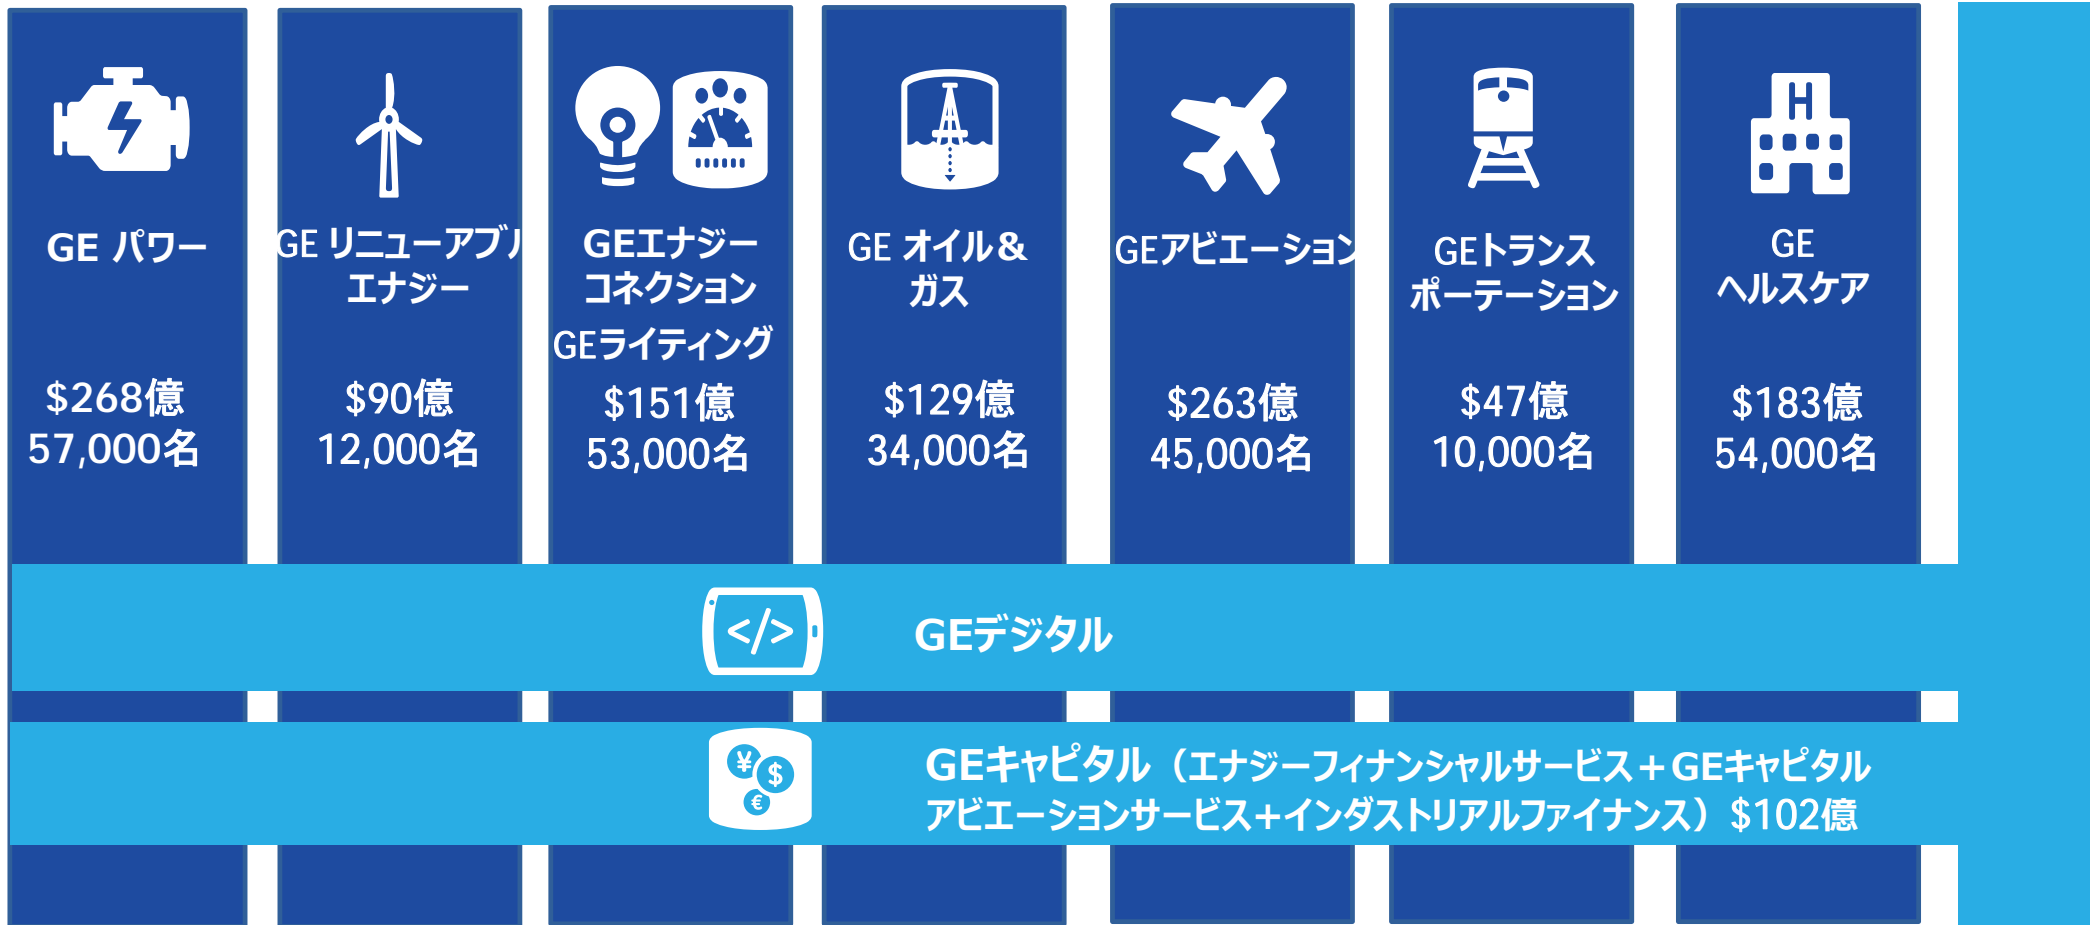 GE パワー
$268億
57,000名
GE リニューアブル
エナジー
$90億
12,000名
GEエナジー
コネクション
GEライティング
$151億
53,000名
GE オイル&
ガス
$129億
34,000名
GEアビエーション
$263億
45,000名
GEトランス
ポーテーション
$47億
10,000名
H
GE
ヘルスケア
$183億
54,000名
</>
GEデジタル
¥
$
€
GEキャピタル（エナジーフィナンシャルサービス＋GEキャピタル
アビエーションサービス+インダストリアルファイナンス）$102億